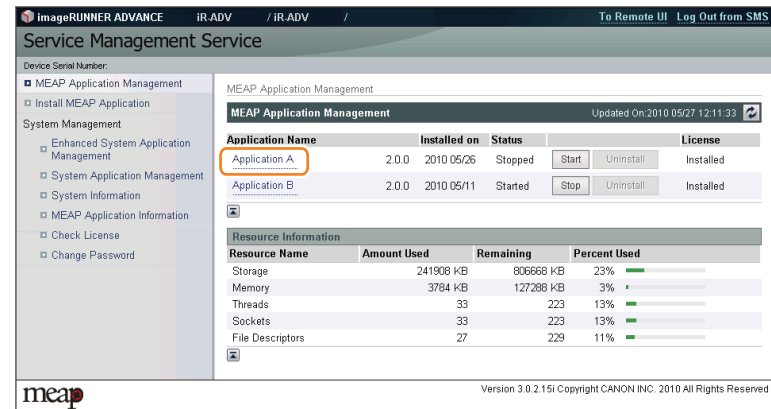 imageRUNNER ADVANCE iR-ADV / iR-ADV / To Remote UI Log Out from SMS
Service Management Service
Device Serial Number:
MEAP Application Management
Install MEAP Application
System Management
Enhanced System Application
Management
System Application Management
System Information
MEAP Application Information
Check License
Change Password
MEAP Application Management
MEAP Application Management Updated On:2010 05/27 12:11:33
Application Name Installed on Status License
Application A 2.0.0 2010 05/26 Stopped Start Uninstall Installed
Application B 2.0.0 2010 05/11 Started Stop Uninstall Installed
Resource Information
Resource Name Amount Used Remaining Percent Used
Storage 241908 KB 806668 KB 23%
Memory 3784 KB 127288 KB 3%
Threads 33 223 13%
Sockets 33 223 13%
File Descriptors 27 229 11%
meap
Version 3.0.2.15i Copyright CANON INC. 2010 All Rights Reserved